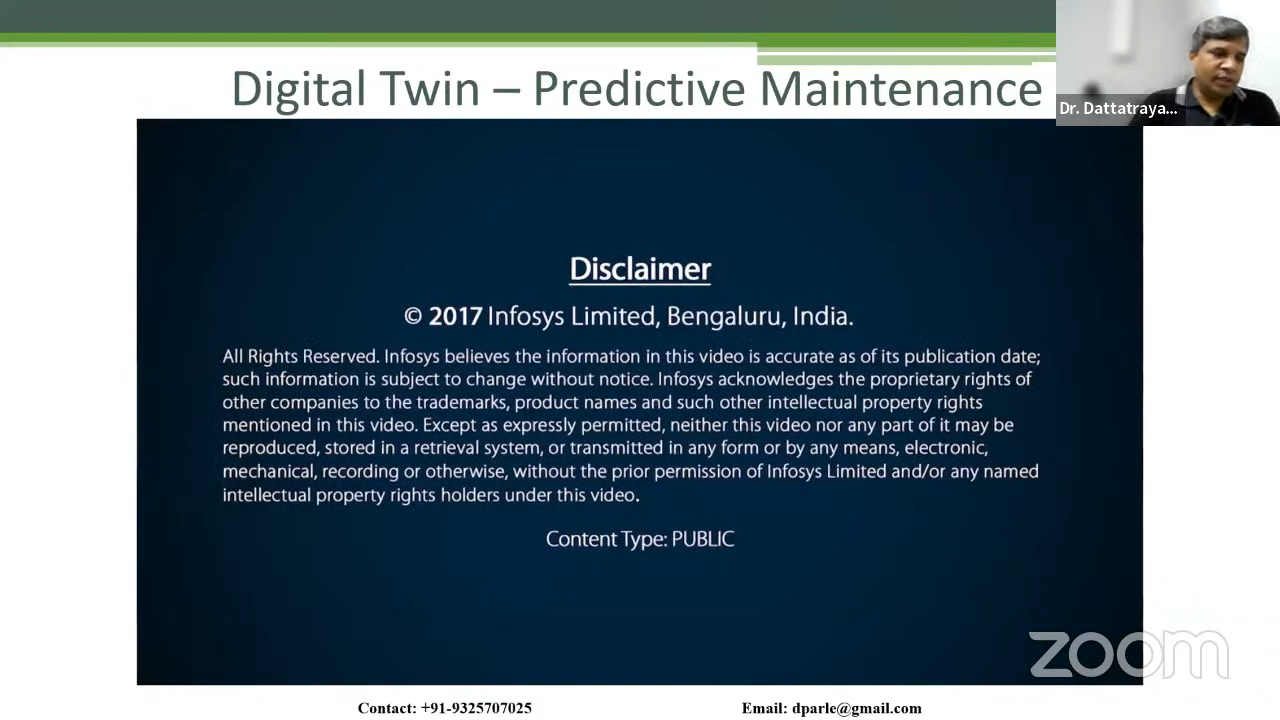 Digital Twin – Predictive Maintenance
Dr. Dattatraya...
Disclaimer
© 2017 Infosys Limited, Bengaluru, India.
All Rights Reserved. Infosys believes the information in this video is accurate as of its publication date;
such information is subject to change without notice. Infosys acknowledges the proprietary rights of
other companies to the trademarks, product names and such other intellectual property rights
mentioned in this video. Except as expressly permitted, neither this video nor any part of it may be
reproduced, stored in a retrieval system, or transmitted in any form or by any means, electronic,
mechanical, recording or otherwise, without the prior permission of Infosys Limited and/or any named
intellectual property rights holders under this video.
Content Type: PUBLIC
zoom
Contact: +91-9325707025 Email: dparle@gmail.com